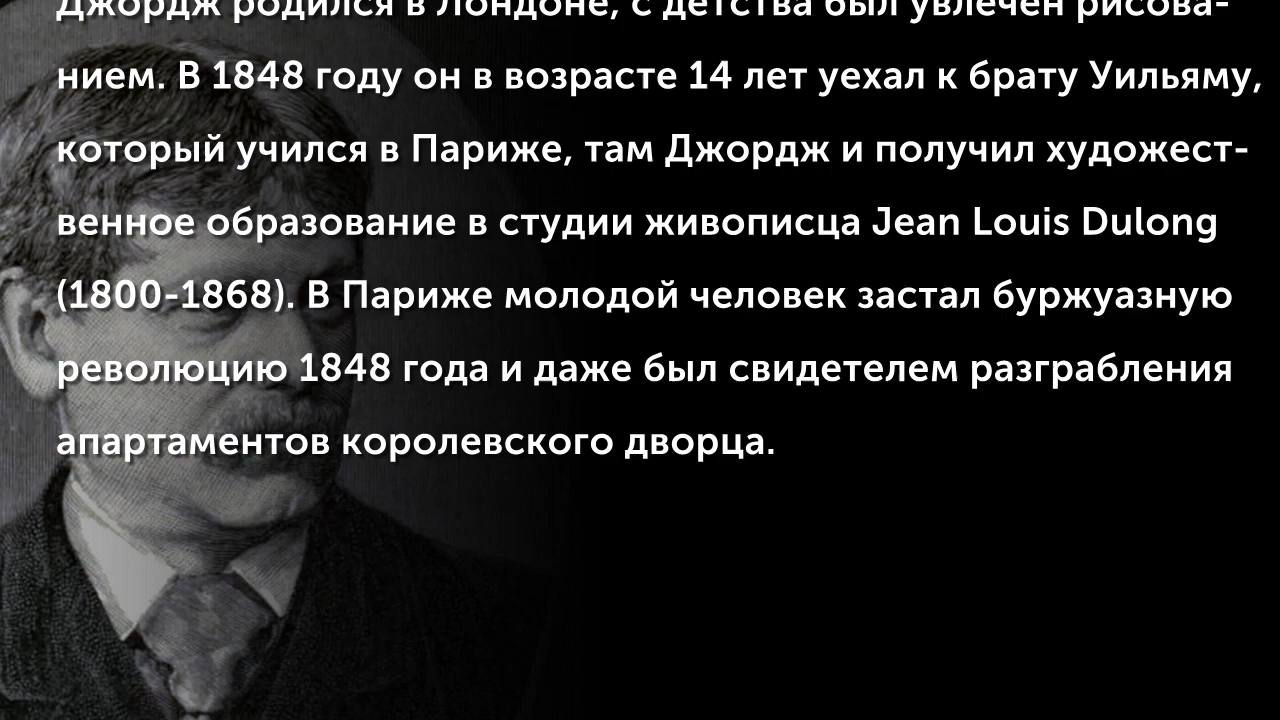 Джордж родился в Лондоне, с детства был увлечен рисова-
нием. В 1848 году он в возрасте 14 лет уехал к брату Уильяму,
который учился в Париже, там Джордж и получил художест-
венное образование в студии живописца Jean Louis Dulong
(1800-1868). В Париже молодой человек застал буржуазную
революцию 1848 года и даже был свидетелем разграбления
апартаментов королевского дворца.